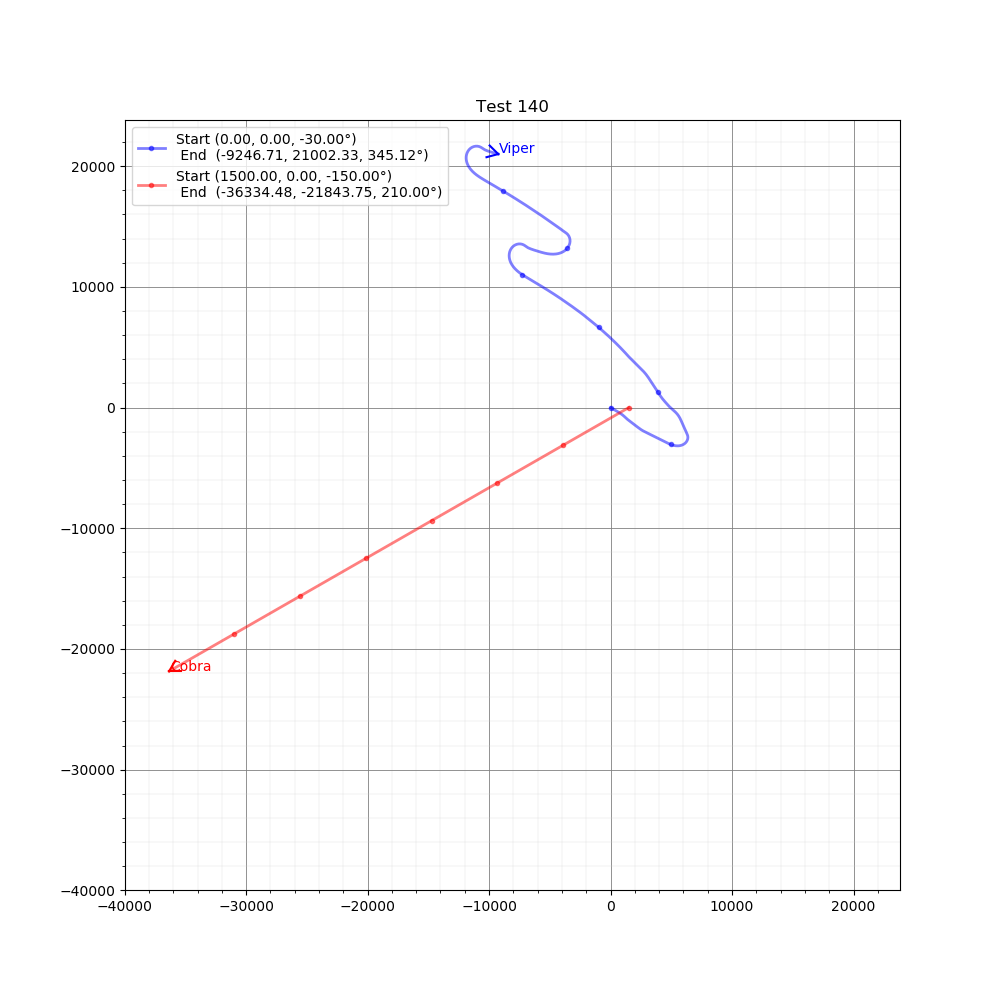 Test 140
Start (0.00, 0.00, -30.00°)
End (-9246.71, 21002.33, 345.12°)
Start (1500.00, 0.00, -150.00°)
End (-36334.48, -21843.75, 210.00°)
Viper
Cobra
20000
10000
0
−10000
−20000
−30000
−40000
−40000 −30000 −20000 −10000 0 10000 20000